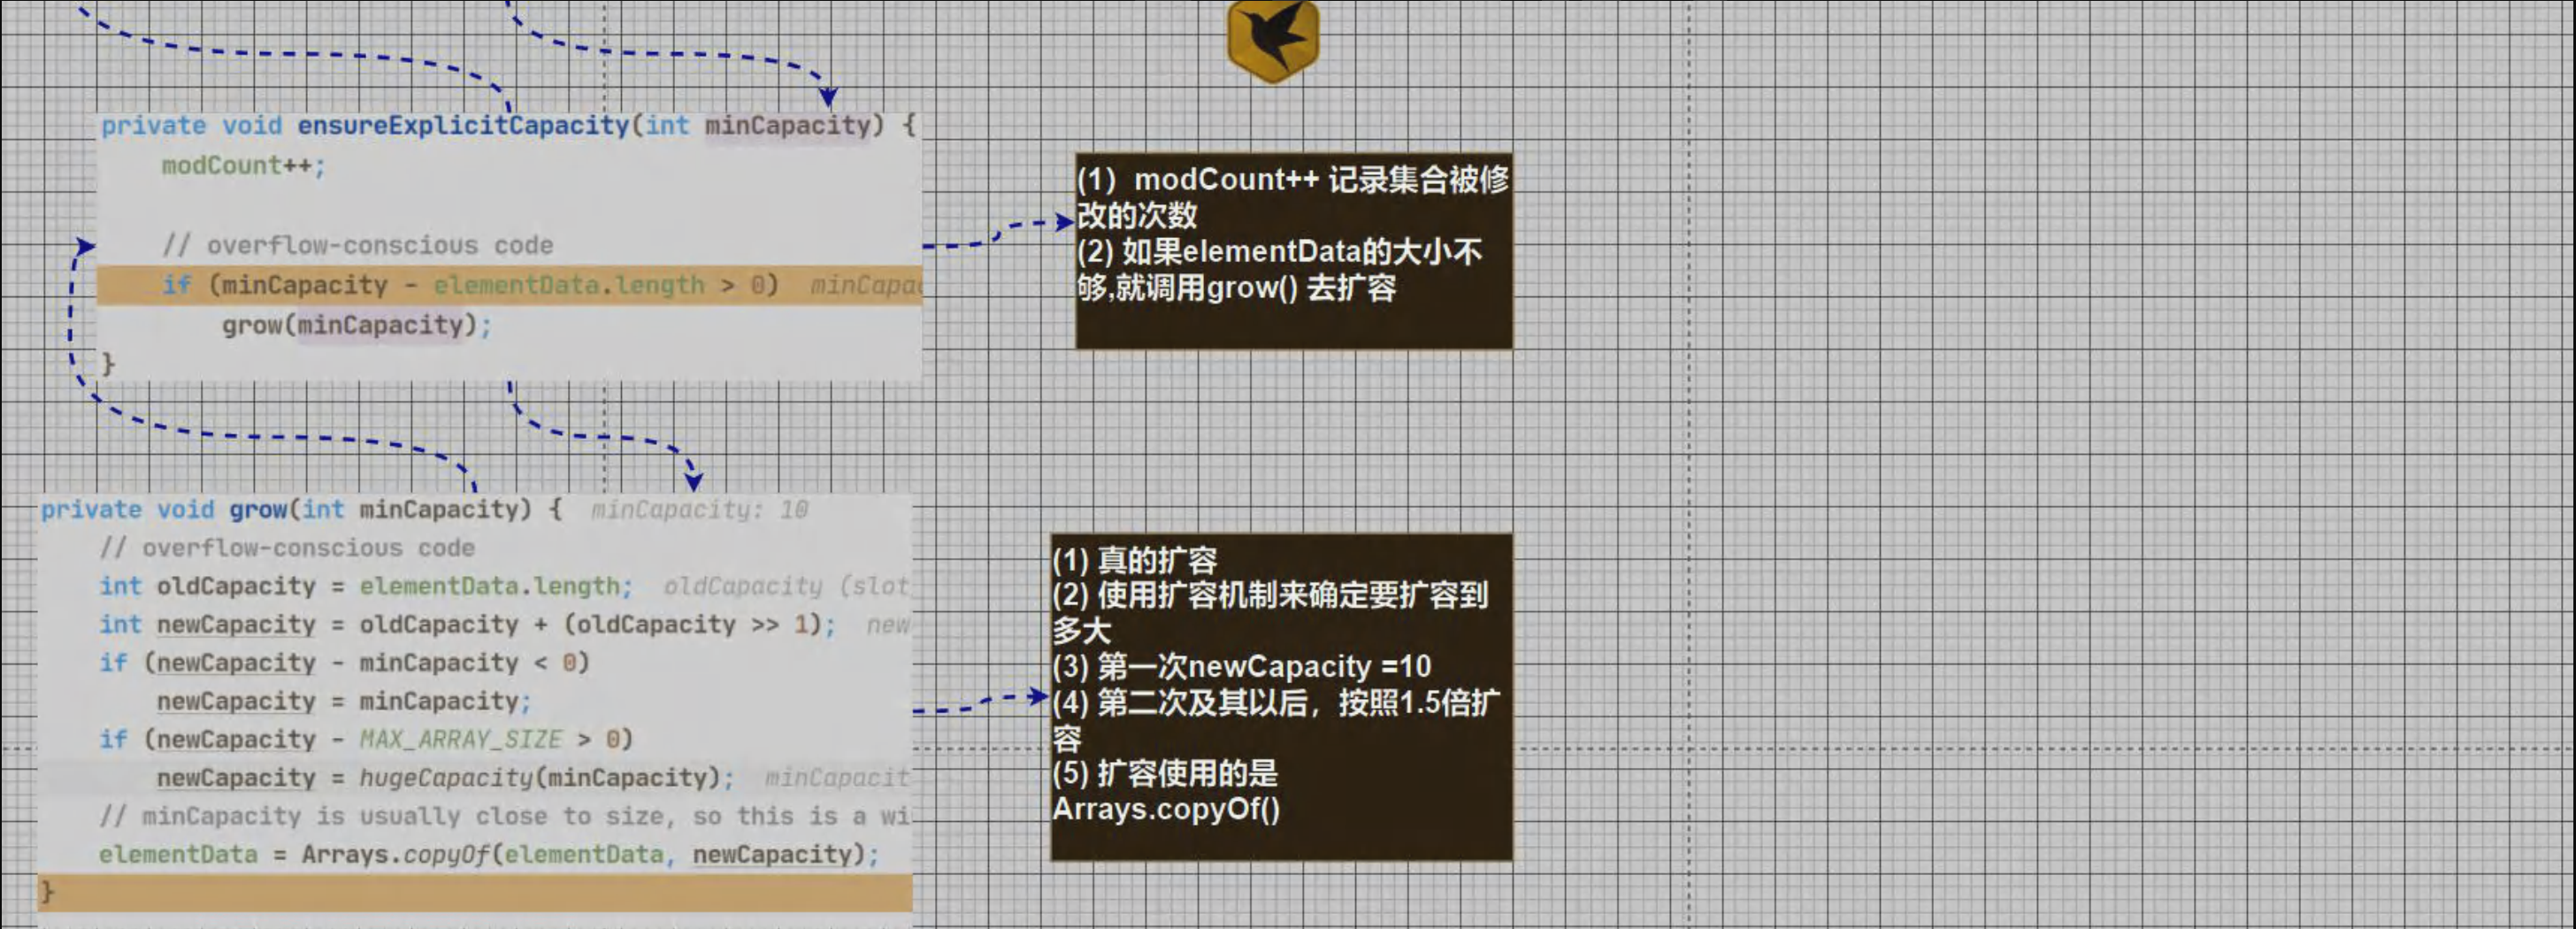 private void ensureExplicitCapacity(int minCapacity) {
modCount++;
// overflow-conscious code
if (minCapacity - elementData.length > 0) minCapac
grow(minCapacity);
}
(1)  modCount++ 记录集合被修
改的次数
(2) 如果elementData的大小不
够,就调用grow() 去扩容
private void grow(int minCapacity) { minCapacity: 10
// overflow-conscious code
int oldCapacity = elementData.length; oldCapacity (slot
int newCapacity = oldCapacity + (oldCapacity >> 1); new
if (newCapacity - minCapacity < 0)
newCapacity = minCapacity;
if (newCapacity - MAX_ARRAY_SIZE > 0)
newCapacity = hugeCapacity(minCapacity); minCapacit
// minCapacity is usually close to size, so this is a wi
elementData = Arrays.copyOf(elementData, newCapacity);
}
(1) 真的扩容
(2) 使用扩容机制来确定要扩容到
多大
(3) 第一次newCapacity =10
(4) 第二次及其以后，按照1.5倍扩
容
(5) 扩容使用的是
Arrays.copyOf()